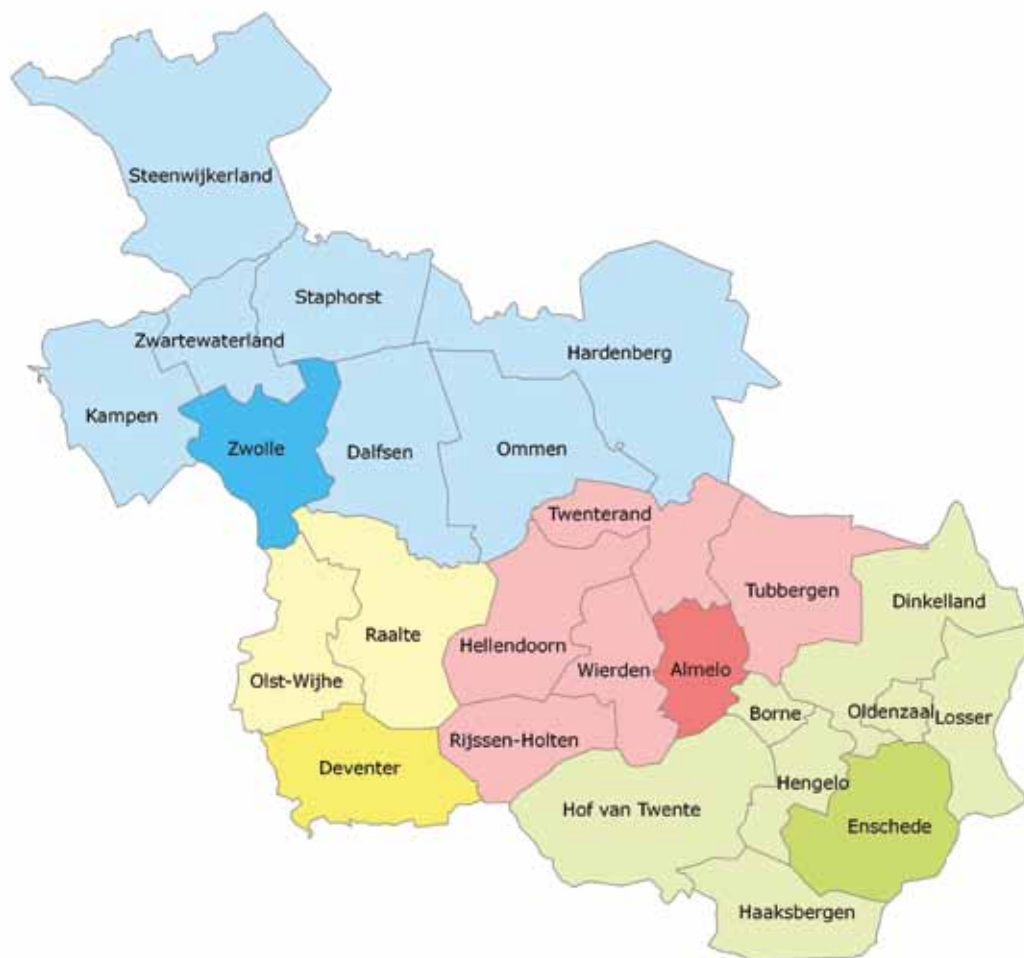 Steenwijkerland
Staphorst
Zwartewaterland
Hardenberg
Kampen
Zwolle
Dalfsen
Ommen
Twenterand
Tubbergen
Dinkelland
Raalte
Hellendoorn
Wierden
Almelo
Olst-Wijhe
Borne
Oldenzaal
Losser
Rijssen-Holten
Deventer
Hengelo
Hof van Twente
Enschede
Haaksbergen